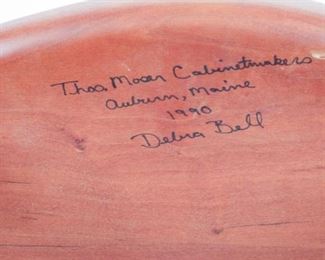 Thos. Moser Cabinetmakers
Auburn, Maine
1990
Debra Bell